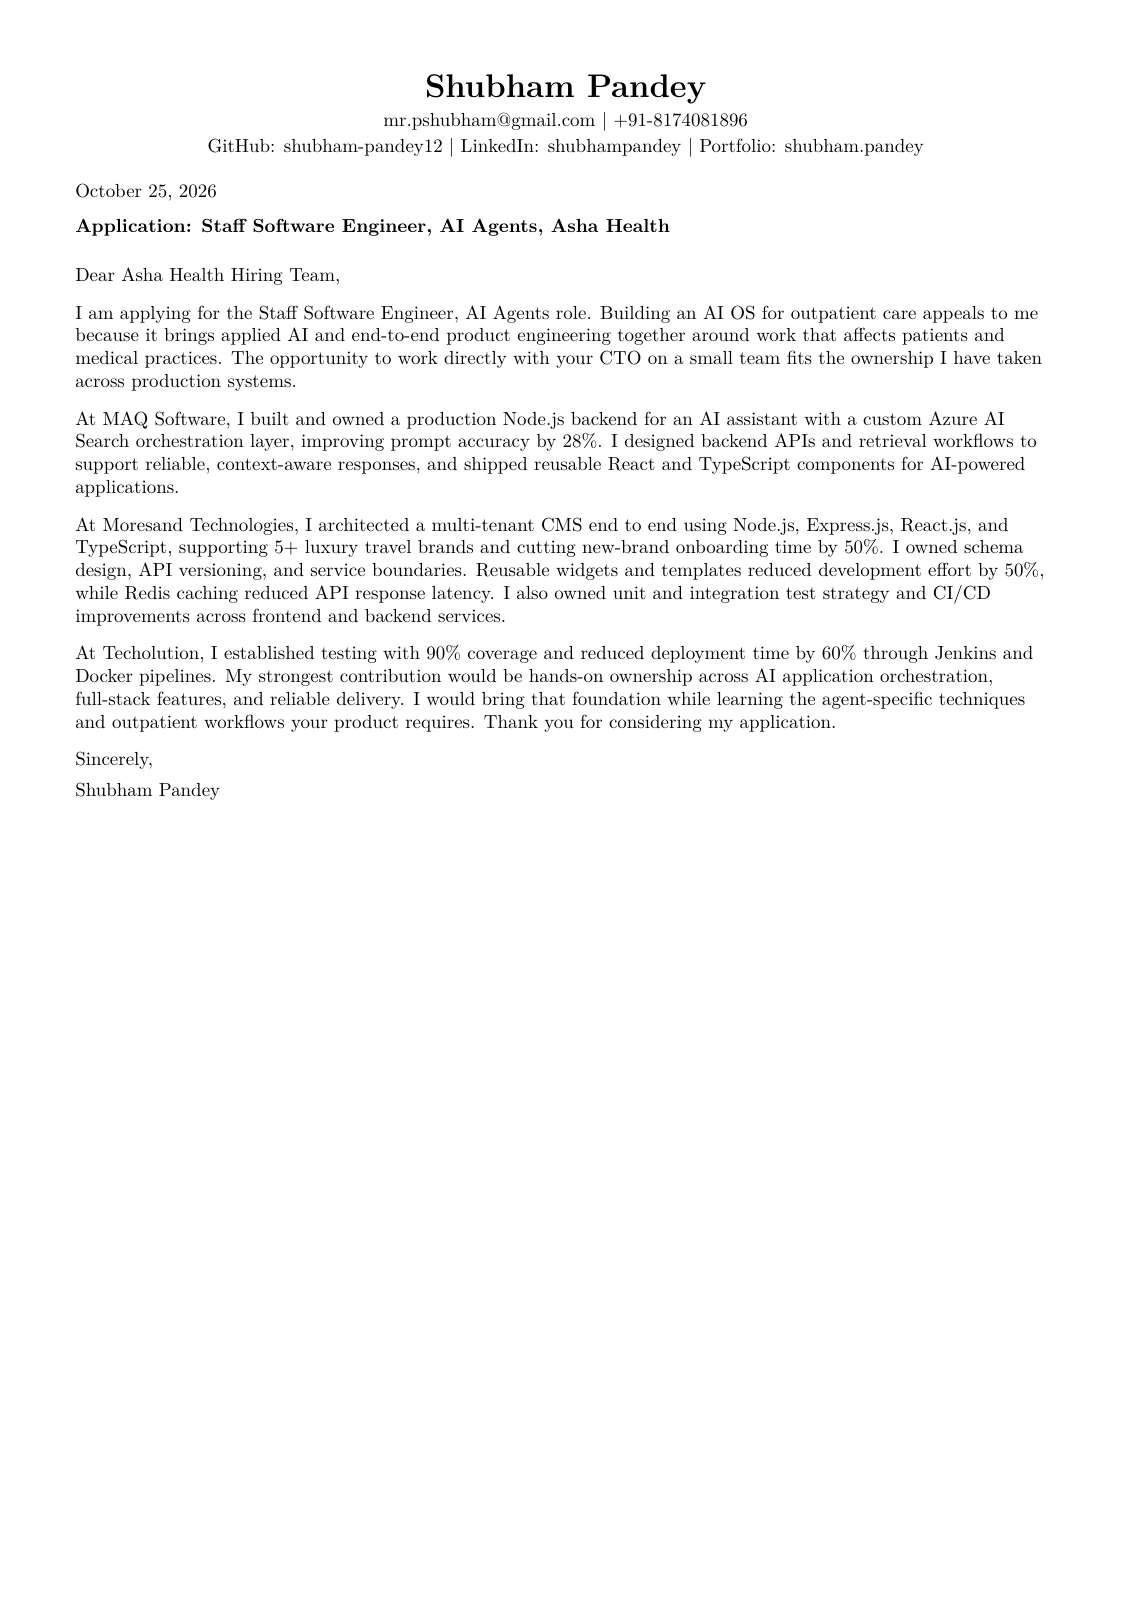 Shubham Pandey
mr.pshubham@gmail.com | +91-8174081896
GitHub: shubham-pandey12 | LinkedIn: shubhampandey | Portfolio: shubham.pandey
October 25, 2026
Application: Staff Software Engineer, AI Agents, Asha Health
Dear Asha Health Hiring Team,
I am applying for the Staff Software Engineer, AI Agents role. Building an AI OS for outpatient care appeals to me
because it brings applied AI and end-to-end product engineering together around work that affects patients and
medical practices. The opportunity to work directly with your CTO on a small team fits the ownership I have taken
across production systems.
At MAQ Software, I built and owned a production Node.js backend for an AI assistant with a custom Azure AI
Search orchestration layer, improving prompt accuracy by 28%. I designed backend APIs and retrieval workflows to
support reliable, context-aware responses, and shipped reusable React and TypeScript components for AI-powered
applications.
At Moresand Technologies, I architected a multi-tenant CMS end to end using Node.js, Express.js, React.js, and
TypeScript, supporting 5+ luxury travel brands and cutting new-brand onboarding time by 50%. I owned schema
design, API versioning, and service boundaries. Reusable widgets and templates reduced development effort by 50%,
while Redis caching reduced API response latency. I also owned unit and integration test strategy and CI/CD
improvements across frontend and backend services.
At Techolution, I established testing with 90% coverage and reduced deployment time by 60% through Jenkins and
Docker pipelines. My strongest contribution would be hands-on ownership across AI application orchestration,
full-stack features, and reliable delivery. I would bring that foundation while learning the agent-specific techniques
and outpatient workflows your product requires. Thank you for considering my application.
Sincerely,
Shubham Pandey